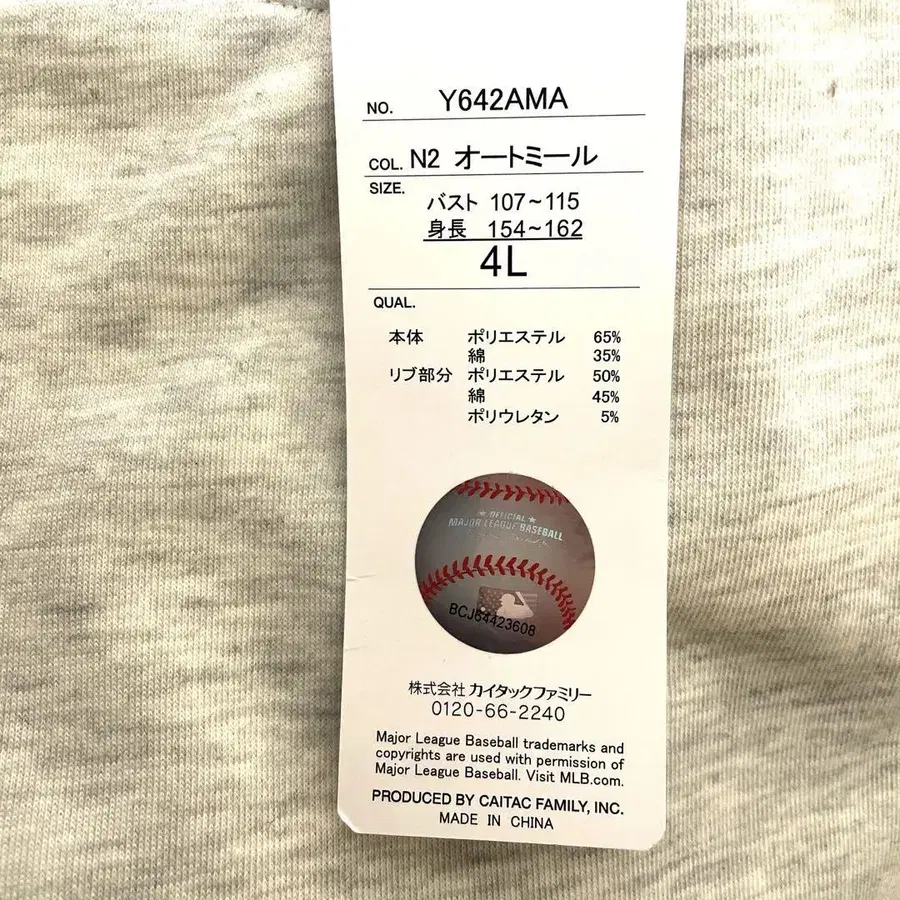 NO. Y642AMA
COL. N2 オートミール
SIZE.
バスト 107~115
身長 154~162
4L
QUAL.
本体 ポリエステル 65%
綿 35%
リブ部分 ポリエステル 50%
綿 45%
ポリウレタン 5%
★ OFFICIAL ★
MAJOR LEAGUE BASEBALL
BCJ64423608
株式会社 カイタックファミリー
0120-66-2240
Major League Baseball trademarks and
copyrights are used with permission of
Major League Baseball. Visit MLB.com.
PRODUCED BY CAITAC FAMILY, INC.
MADE IN CHINA